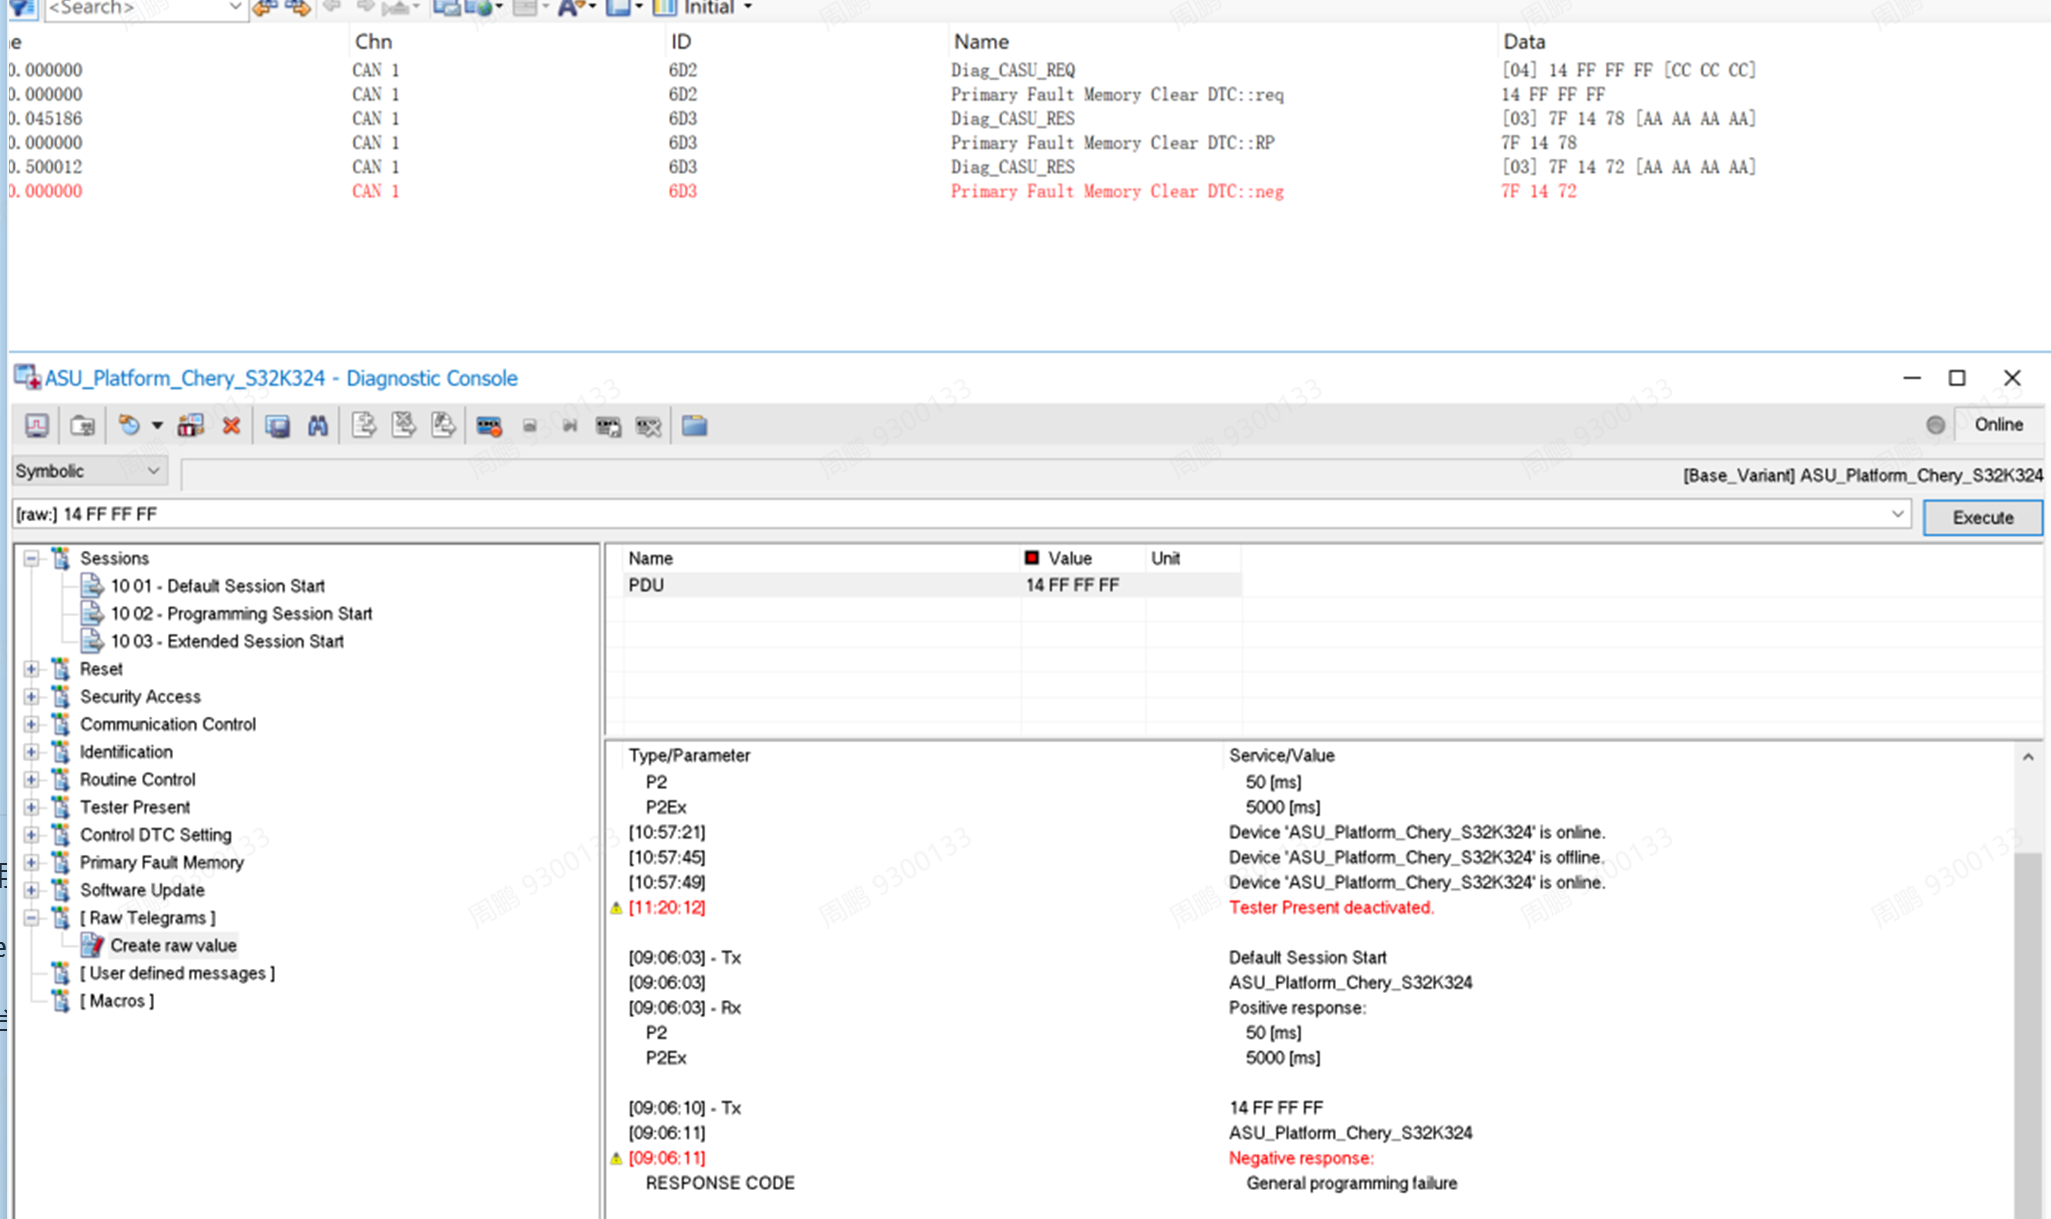 <Search> Initial
e Chn ID Name Data
0.000000 CAN 1 6D2 Diag_CASU_REQ [04] 14 FF FF FF [CC CC CC]
0.000000 CAN 1 6D2 Primary Fault Memory Clear DTC::req 14 FF FF FF
0.045186 CAN 1 6D3 Diag_CASU_RES [03] 7F 14 78 [AA AA AA AA]
0.000000 CAN 1 6D3 Primary Fault Memory Clear DTC::RP 7F 14 78
0.500012 CAN 1 6D3 Diag_CASU_RES [03] 7F 14 72 [AA AA AA AA]
0.000000 CAN 1 6D3 Primary Fault Memory Clear DTC::neg 7F 14 72
ASU_Platform_Chery_S32K324 - Diagnostic Console
Online
Symbolic
[Base_Variant] ASU_Platform_Chery_S32K324
[raw:] 14 FF FF FF
Execute
Sessions
10 01 - Default Session Start
10 02 - Programming Session Start
10 03 - Extended Session Start
Reset
Security Access
Communication Control
Identification
Routine Control
Tester Present
Control DTC Setting
Primary Fault Memory
Software Update
[ Raw Telegrams ]
Create raw value
[ User defined messages ]
[ Macros ]
Name Value Unit
PDU 14 FF FF FF
Type/Parameter Service/Value
P2 50 [ms]
P2Ex 5000 [ms]
[10:57:21] Device 'ASU_Platform_Chery_S32K324' is online.
[10:57:45] Device 'ASU_Platform_Chery_S32K324' is offline.
[10:57:49] Device 'ASU_Platform_Chery_S32K324' is online.
[11:20:12] Tester Present deactivated.
[09:06:03] - Tx Default Session Start
[09:06:03] ASU_Platform_Chery_S32K324
[09:06:03] - Rx Positive response:
P2 50 [ms]
P2Ex 5000 [ms]
[09:06:10] - Tx 14 FF FF FF
[09:06:11] ASU_Platform_Chery_S32K324
[09:06:11] Negative response:
RESPONSE CODE General programming failure
周鹏 9300133